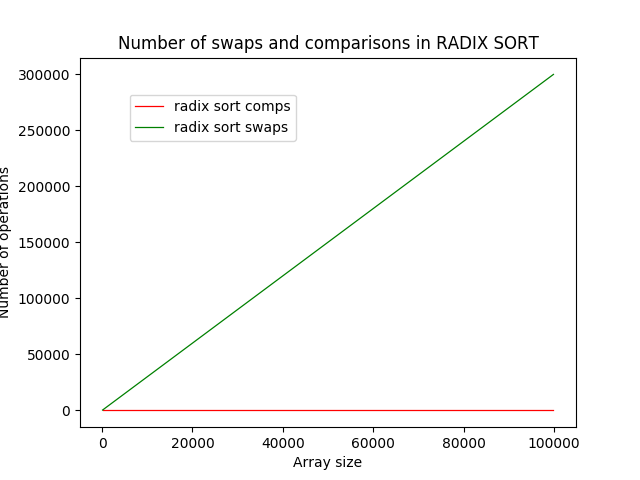 Number of swaps and comparisons in RADIX SORT
300000
250000
200000
150000
100000
50000
0
Number of operations
radix sort comps
radix sort swaps
0 20000 40000 60000 80000 100000
Array size